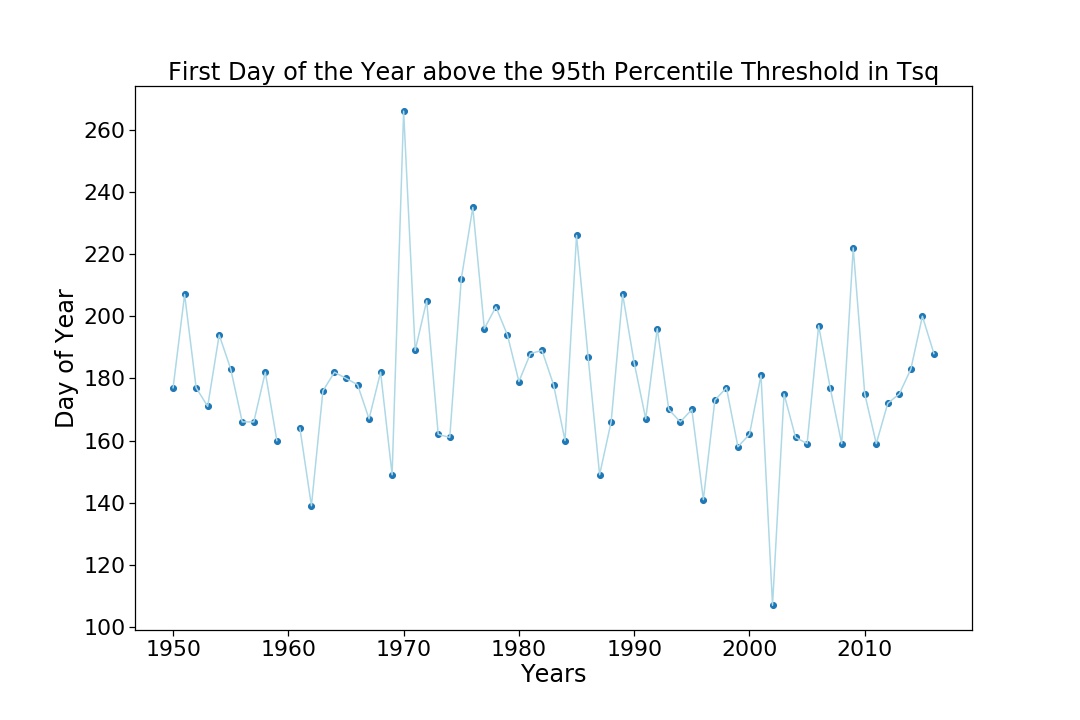 First Day of the Year above the 95th Percentile Threshold in Tsq
260
240
220
200
180
160
140
120
100
Day of Year
1950 1960 1970 1980 1990 2000 2010
Years